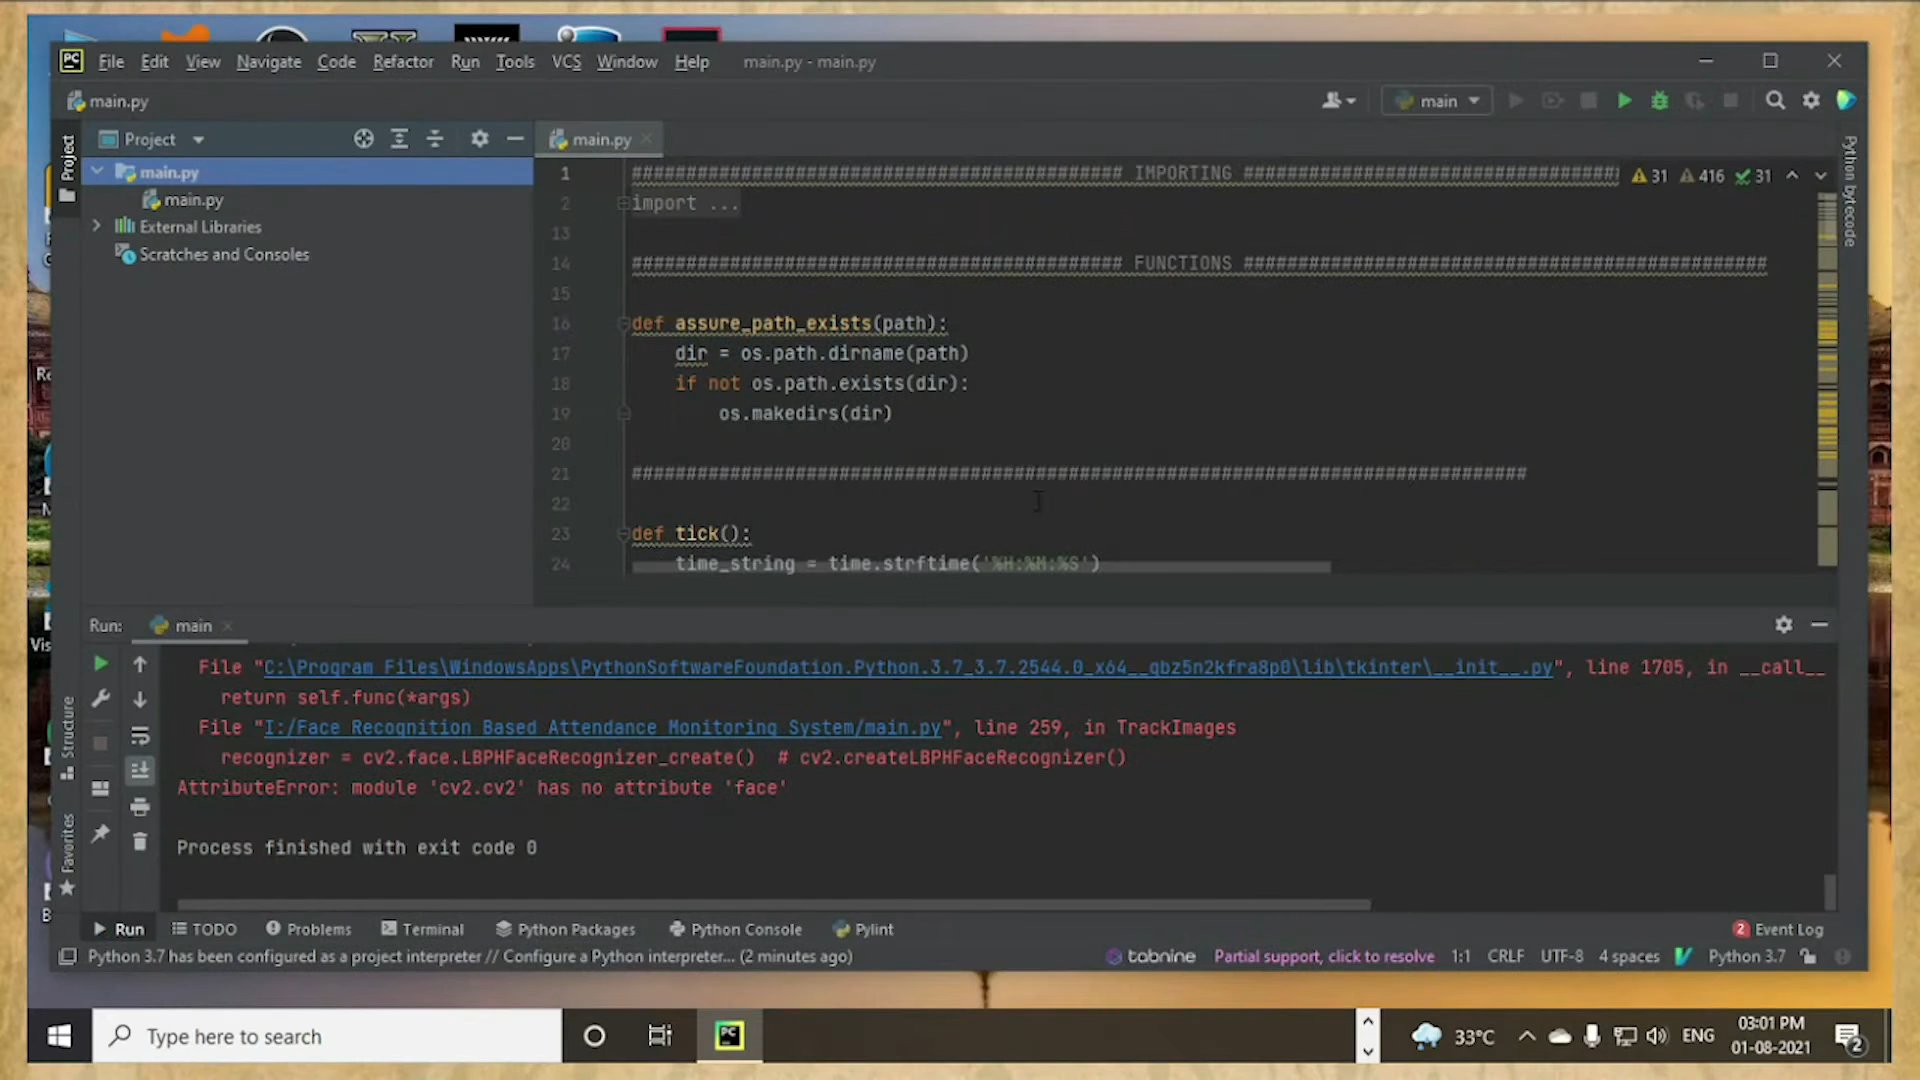 PC File Edit View Navigate Code Refactor Run Tools VCS Window Help main.py - main.py
main.py
main
Project
main.py
main.py
main.py
External Libraries
Scratches and Consoles
Project
Structure
Favorites
Python bytecode
31 416 31
1 ############################################# IMPORTING ##################################
2 import ...
13
14 ############################################# FUNCTIONS ################################################
15
16 def assure_path_exists(path):
17 dir = os.path.dirname(path)
18 if not os.path.exists(dir):
19 os.makedirs(dir)
20
21 ##################################################################################
22
23 def tick():
24 time_string = time.strftime('%H:%M:%S')
Run: main
File "C:\Program Files\WindowsApps\PythonSoftwareFoundation.Python.3.7_3.7.2544.0_x64__qbz5n2kfra8p0\lib\tkinter\__init__.py", line 1705, in __call__
return self.func(*args)
File "I:/Face Recognition Based Attendance Monitoring System/main.py", line 259, in TrackImages
recognizer = cv2.face.LBPHFaceRecognizer_create() # cv2.createLBPHFaceRecognizer()
AttributeError: module 'cv2.cv2' has no attribute 'face'
Process finished with exit code 0
Run TODO Problems Terminal Python Packages Python Console Pylint 2 Event Log
Python 3.7 has been configured as a project interpreter // Configure a Python interpreter... (2 minutes ago) tabnine Partial support, click to resolve 1:1 CRLF UTF-8 4 spaces Python 3.7
Type here to search
PC
33°C
ENG
03:01 PM
01-08-2021
2